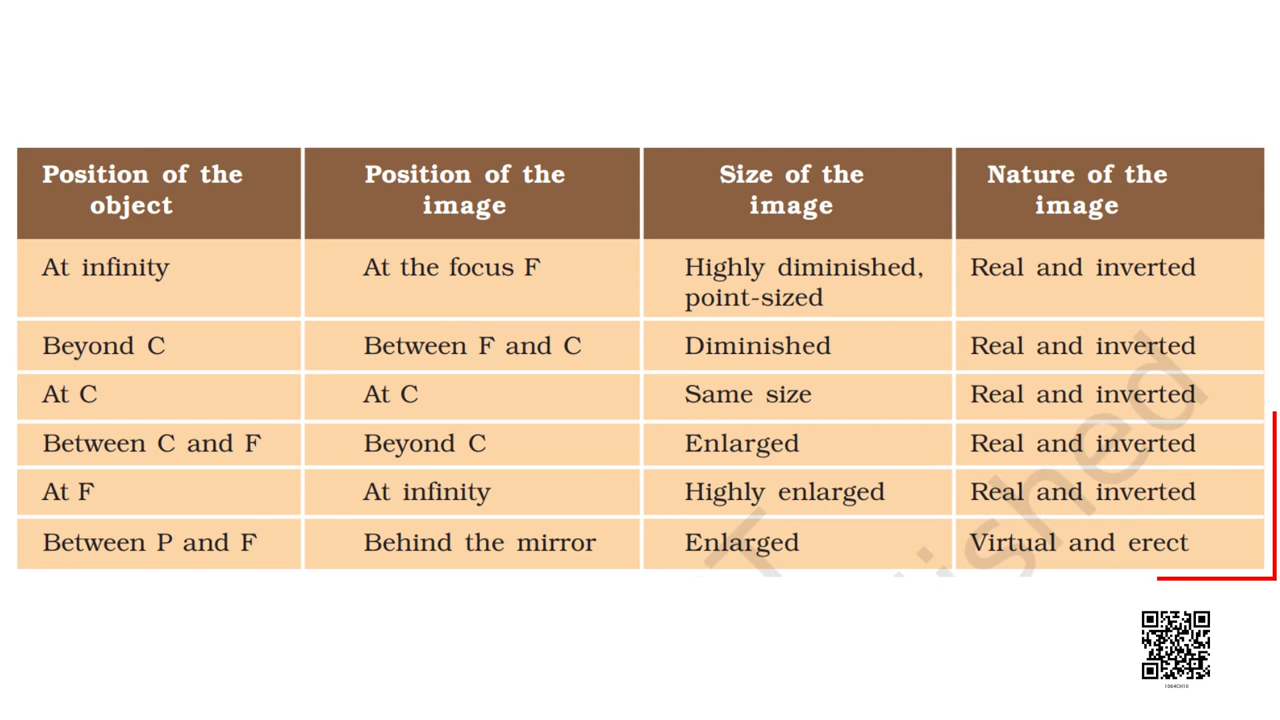 Position of the object
Position of the image
Size of the image
Nature of the image
At infinity
At the focus F
Highly diminished,
point-sized
Real and inverted
Beyond C
Between F and C
Diminished
Real and inverted
At C
At C
Same size
Real and inverted
Between C and F
Beyond C
Enlarged
Real and inverted
At F
At infinity
Highly enlarged
Real and inverted
Between P and F
Behind the mirror
Enlarged
Virtual and erect
1064CH10